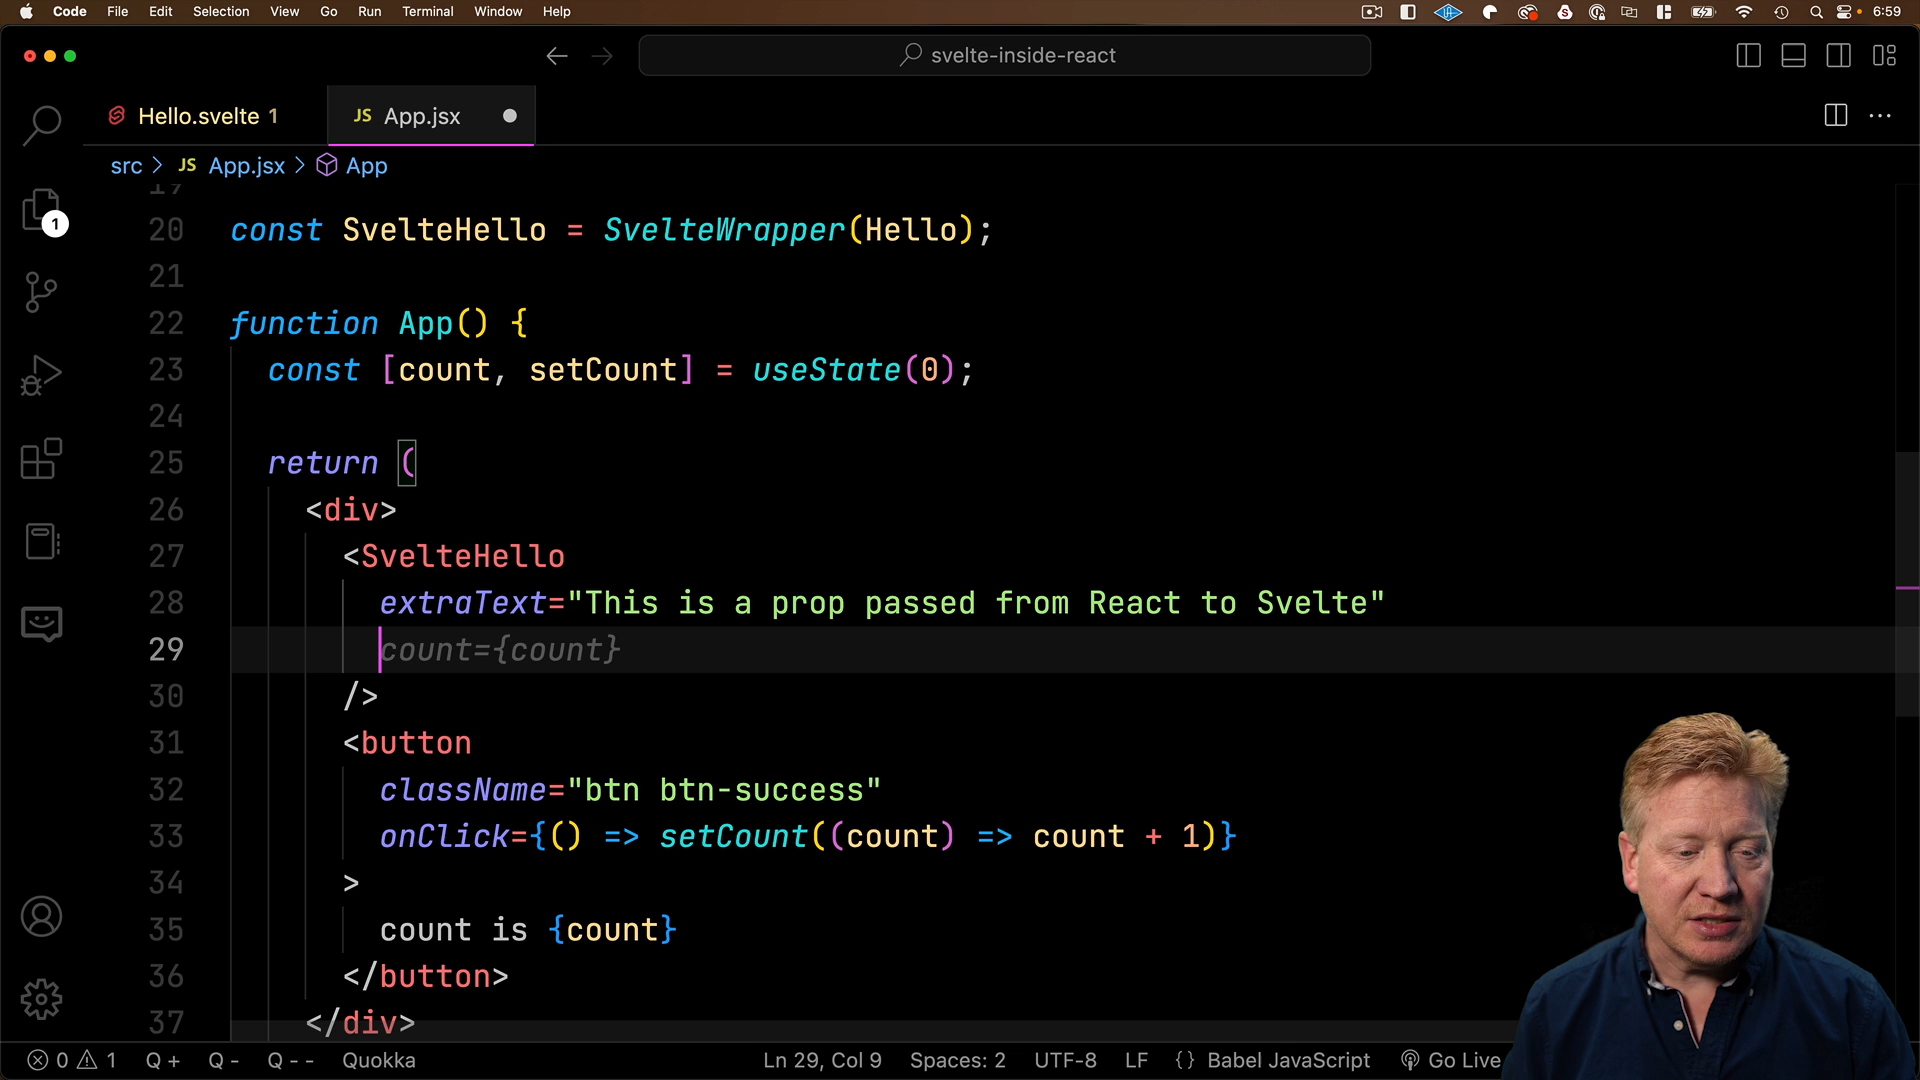 Code File Edit Selection View Go Run Terminal Window Help 6:59
svelte-inside-react
Hello.svelte 1 JS App.jsx
src > JS App.jsx > App
1
19
20 const SvelteHello = SvelteWrapper(Hello);
21
22 function App() {
23 const [count, setCount] = useState(0);
24
25 return (
26 <div>
27 <SvelteHello
28 extraText="This is a prop passed from React to Svelte"
29 count={count}
30 />
31 <button
32 className="btn btn-success"
33 onClick={() => setCount((count) => count + 1)}
34 >
35 count is {count}
36 </button>
37 </div>
0 1 Q + Q - Q - - Quokka Ln 29, Col 9 Spaces: 2 UTF-8 LF {} Babel JavaScript Go Live